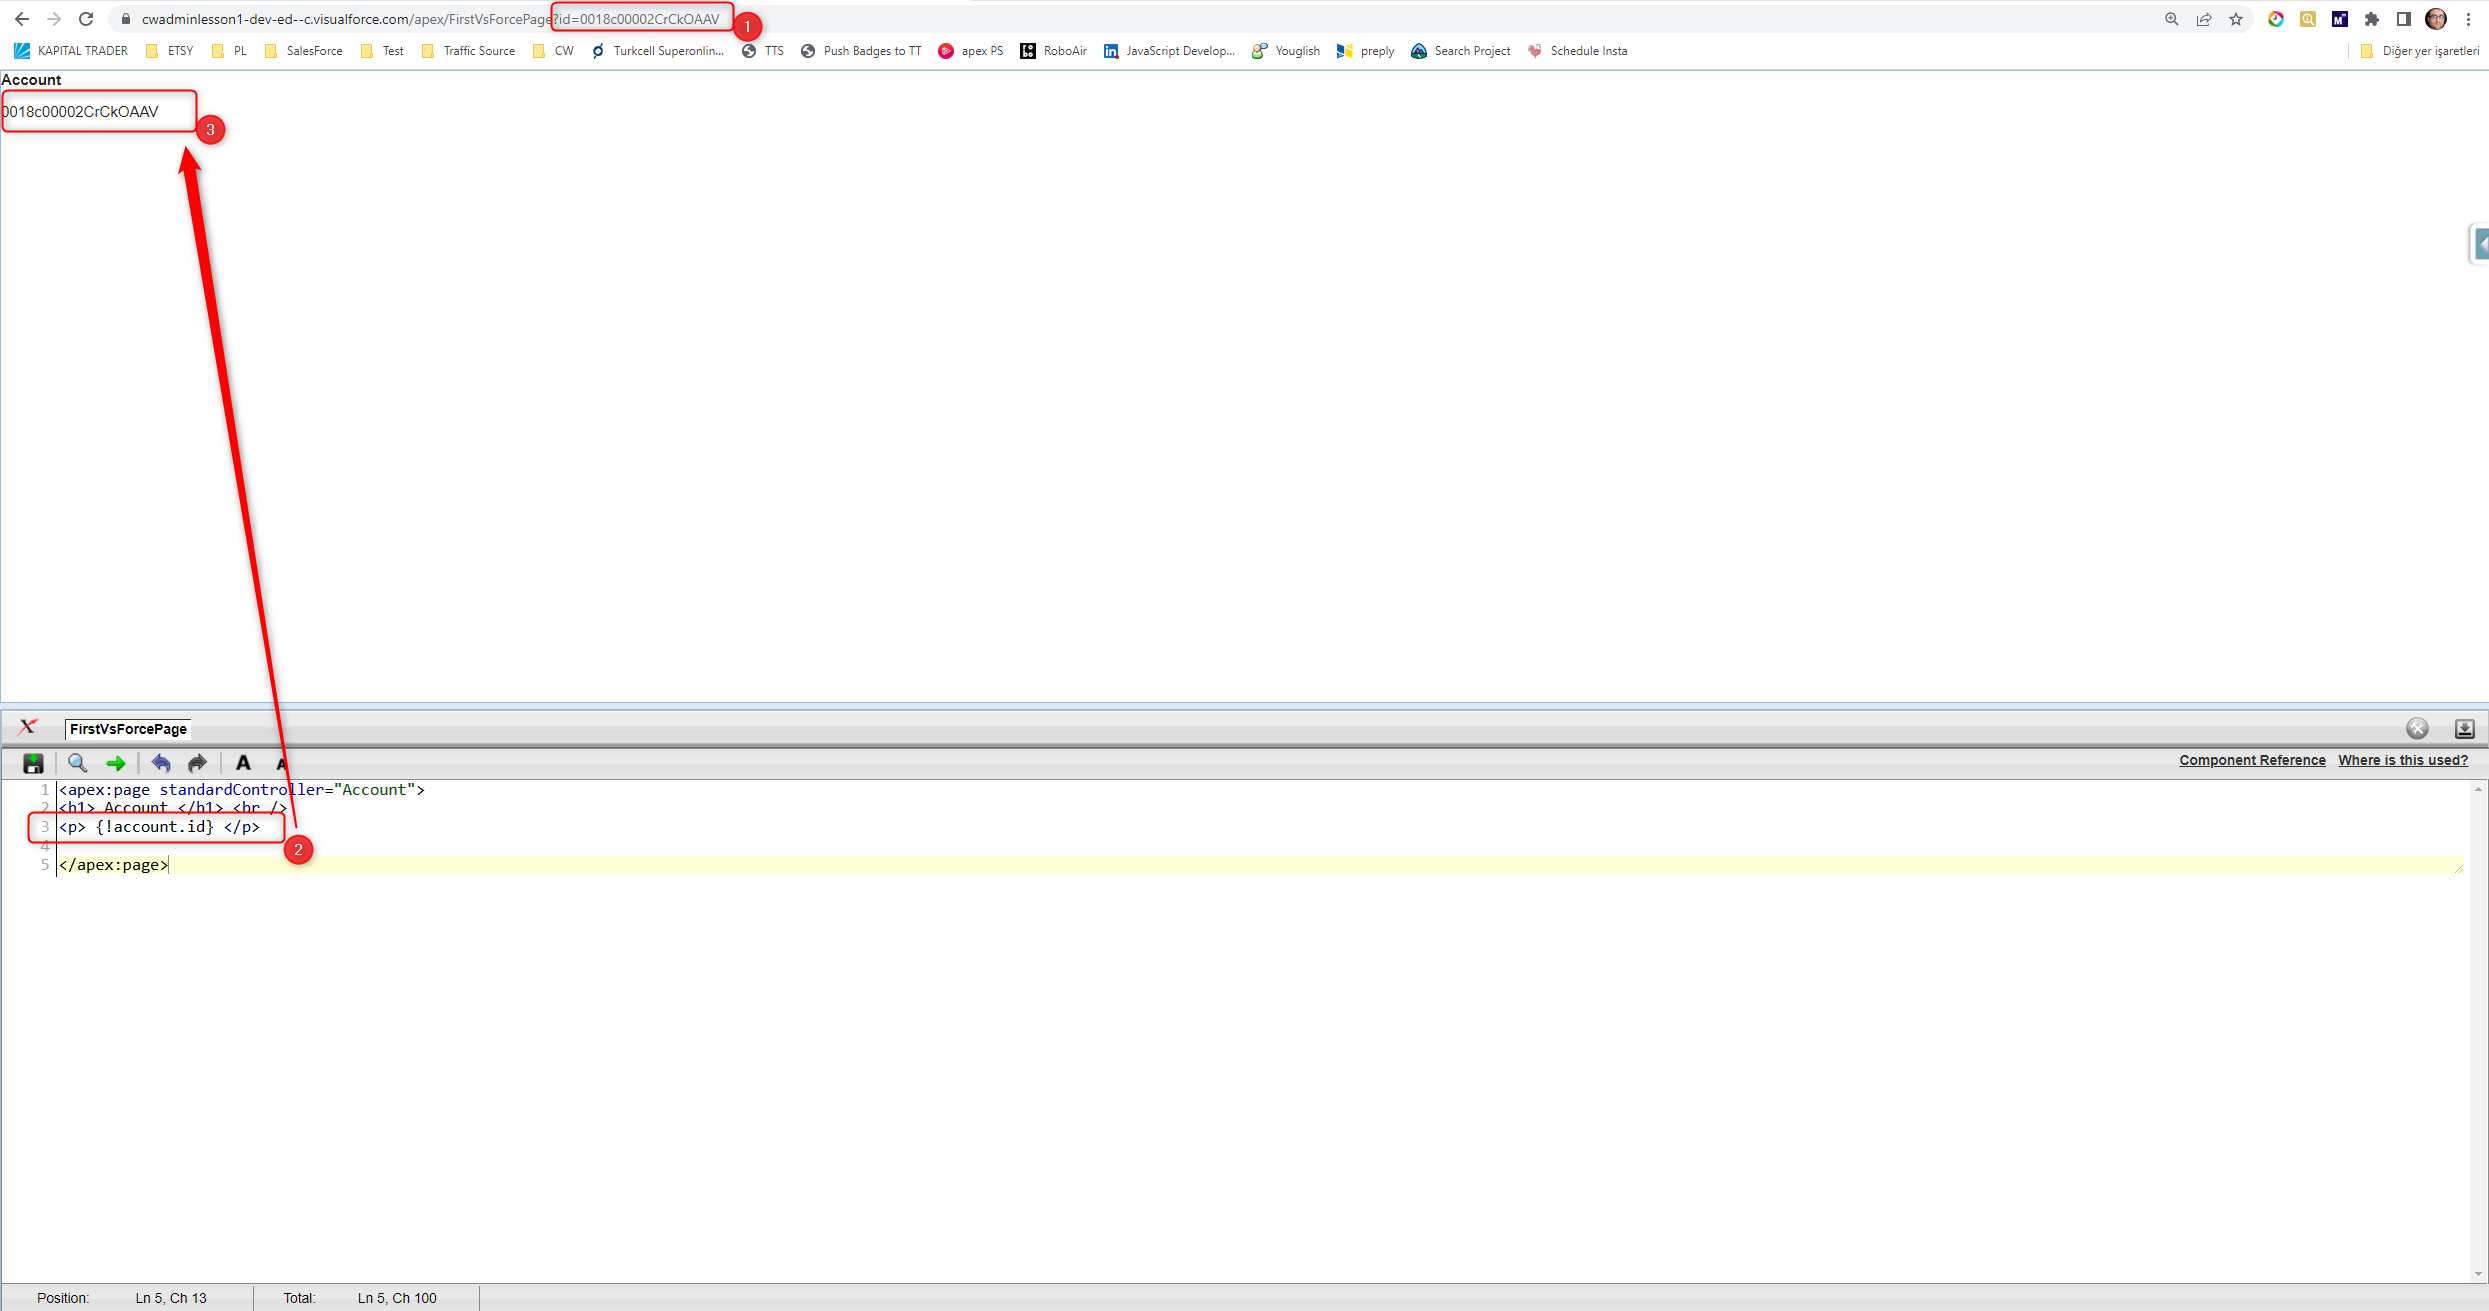 cwadminlesson1-dev-ed--c.visualforce.com/apex/FirstVsForcePage?id=0018c00002CrCkOAAV
1
KAPITAL TRADER ETSY PL SalesForce Test Traffic Source CW Turkcell Superonlin... TTS Push Badges to TT apex PS RoboAir JavaScript Develop... Youglish preply Search Project Schedule Insta Diğer yer işaretleri
Account
0018c00002CrCkOAAV
3
FirstVsForcePage
A A Component Reference Where is this used?
1 <apex:page standardController="Account">
2 <h1> Account </h1> <br />
3 <p> {!account.id} </p>
2
4
5 </apex:page>
Position: Ln 5, Ch 13 Total: Ln 5, Ch 100